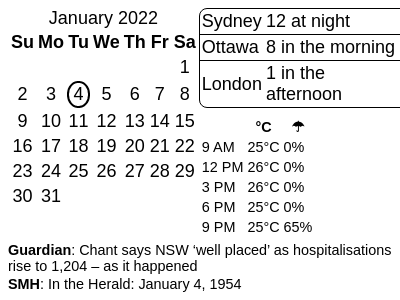 January 2022
Su Mo Tu We Th Fr Sa
1
2 3 4 5 6 7 8
9 10 11 12 13 14 15
16 17 18 19 20 21 22
23 24 25 26 27 28 29
30 31
Sydney 12 at night
Ottawa 8 in the morning
London 1 in the
afternoon
°C ☂
9 AM 25°C 0%
12 PM 26°C 0%
3 PM 26°C 0%
6 PM 25°C 0%
9 PM 25°C 65%
Guardian: Chant says NSW ‘well placed’ as hospitalisations
rise to 1,204 – as it happened
SMH: In the Herald: January 4, 1954